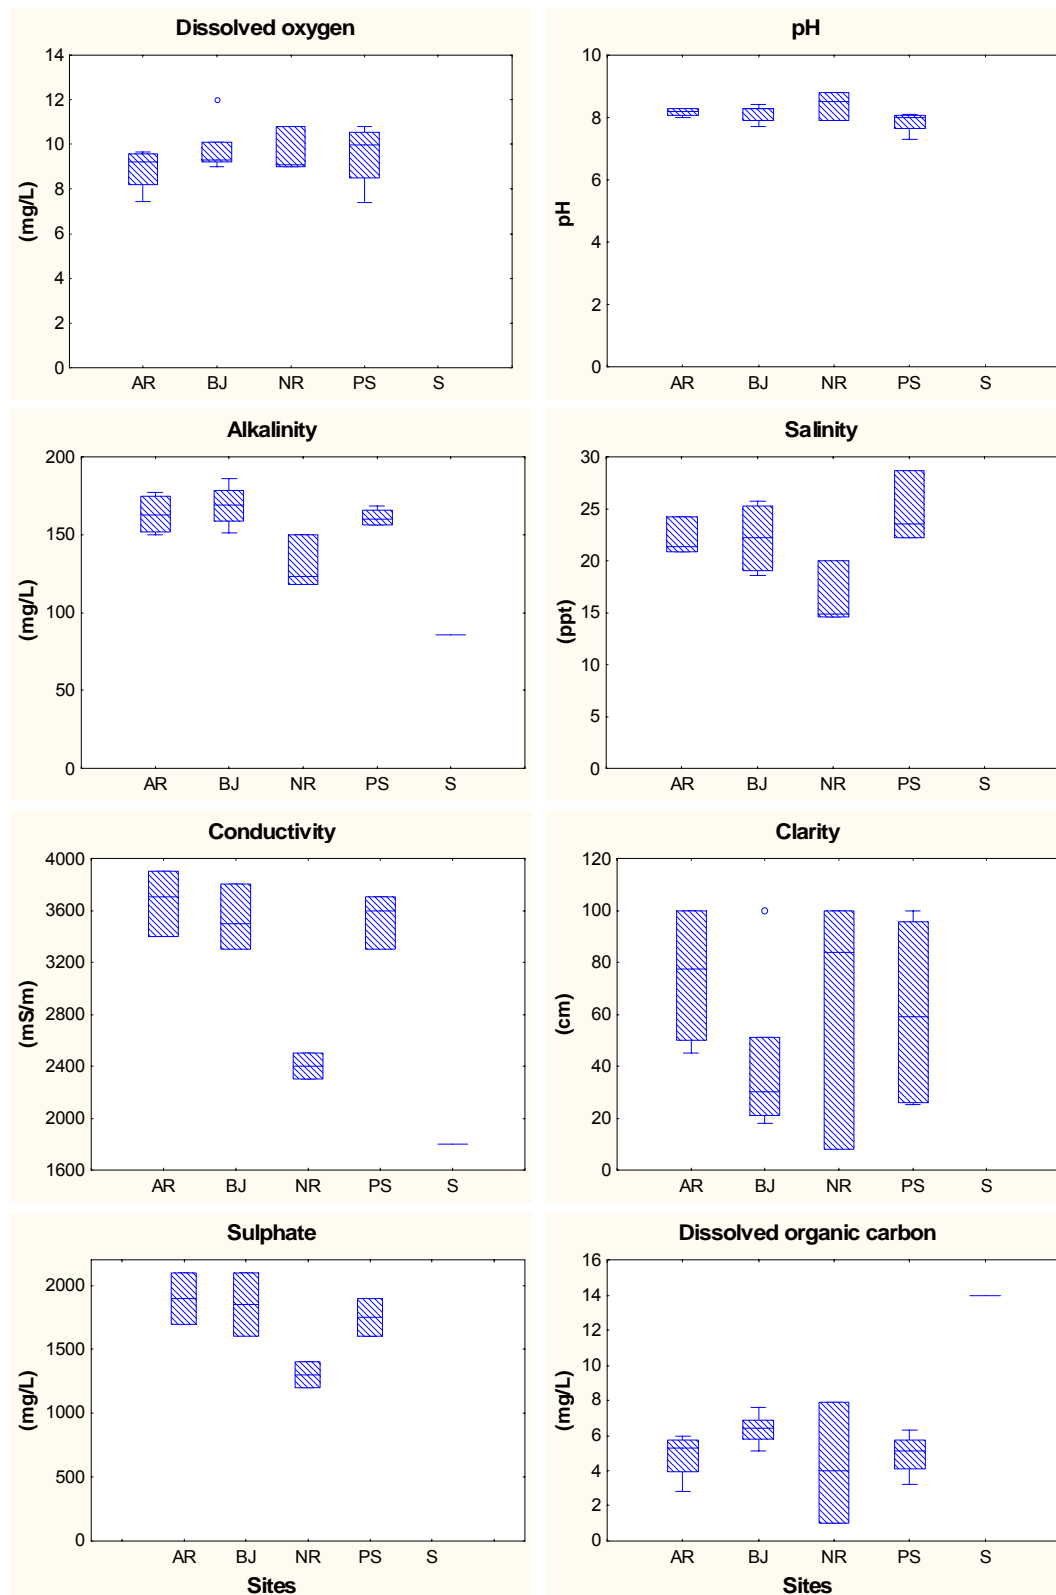 Dissolved oxygen
14
12
10
8
6
4
2
0
(mg/L)
AR BJ NR PS S
pH
10
8
6
4
2
0
pH
AR BJ NR PS S
Alkalinity
200
150
100
50
0
(mg/L)
AR BJ NR PS S
Salinity
30
25
20
15
10
5
0
(ppt)
AR BJ NR PS S
Conductivity
4000
3600
3200
2800
2400
2000
1600
(mS/m)
AR BJ NR PS S
Clarity
120
100
80
60
40
20
0
(cm)
AR BJ NR PS S
Sulphate
2000
1500
1000
500
0
(mg/L)
AR BJ NR PS S
Sites
Dissolved organic carbon
16
14
12
10
8
6
4
2
0
(mg/L)
AR BJ NR PS S
Sites